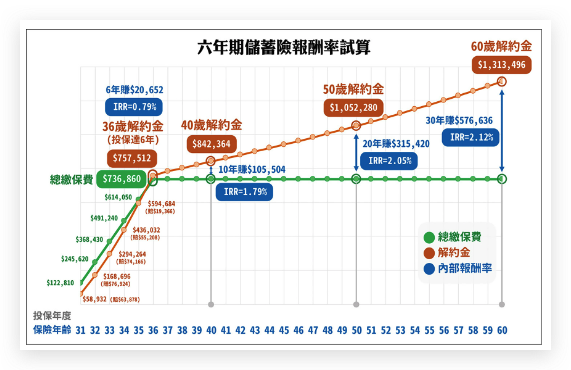 六年期儲蓄險報酬率試算
60歲解約金
$1,313,496
6年賺$20,652
IRR=0.79%
50歲解約金
$1,052,280
36歲解約金
(投保達6年)
$757,512
40歲解約金
$842,364
30年賺$576,636
IRR=2.12%
20年賺$315,420
IRR=2.05%
10年賺$105,504
IRR=1.79%
總繳保費
$736,860
$614,050
$594,684
(賠$19,366)
$491,240
$436,032
(賠$55,208)
$368,430
$294,264
(賠$74,166)
$245,620
$168,696
(賠$76,924)
$122,810
$58,932 (賠$63,878)
總繳保費
解約金
內部報酬率
投保年度
保險年齡 31 32 33 34 35 36 37 38 39 40 41 42 43 44 45 46 47 48 49 50 51 52 53 54 55 56 57 58 59 60